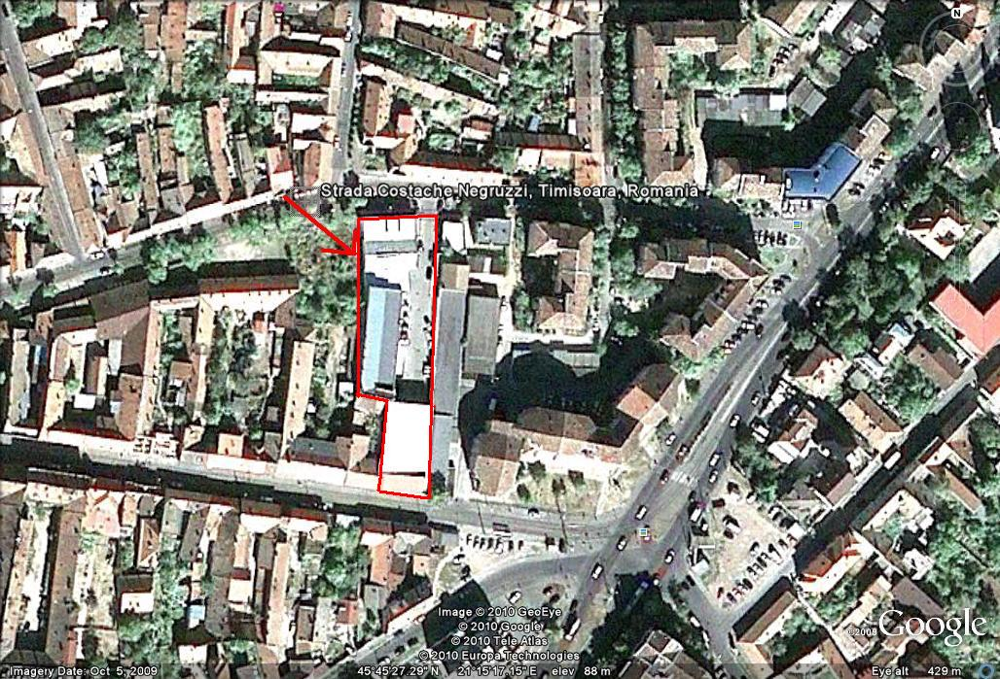 N
Strada Costache Negruzzi, Timisoara, Romania
Image © 2010 GeoEye
© 2010 Google
© 2010 Tele Atlas
© 2010 Europa Technologies
©2008 Google
Imagery Date: Oct 5, 2009 45°45'27.29" N 21°15'17.15" E elev 88 m Eye alt 429 m